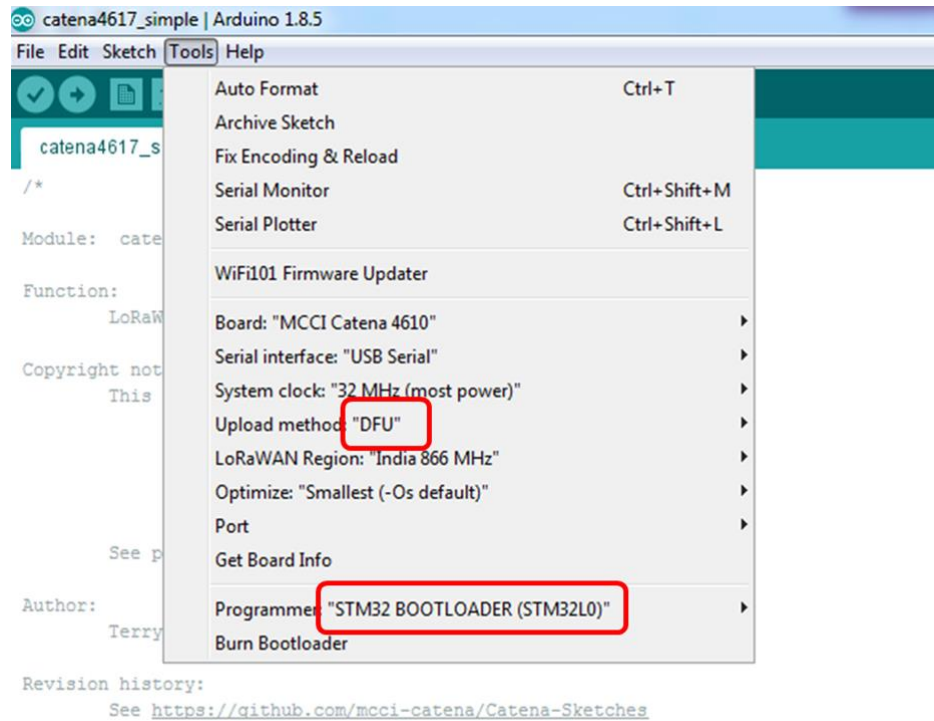 catena4617_simple | Arduino 1.8.5
File Edit Sketch Tools Help
Auto Format Ctrl+T
Archive Sketch
catena4617_s
Fix Encoding & Reload
/*
Serial Monitor Ctrl+Shift+M
Serial Plotter Ctrl+Shift+L
Module: cate
WiFi101 Firmware Updater
Function:
LoRaW
Board: "MCCI Catena 4610"
Serial interface: "USB Serial"
Copyright not
System clock: "32 MHz (most power)"
This
Upload method: "DFU"
LoRaWAN Region: "India 866 MHz"
Optimize: "Smallest (-Os default)"
Port
See p
Get Board Info
Author:
Programmer: "STM32 BOOTLOADER (STM32L0)"
Terry
Burn Bootloader
Revision history:
See https://github.com/mcci-catena/Catena-Sketches